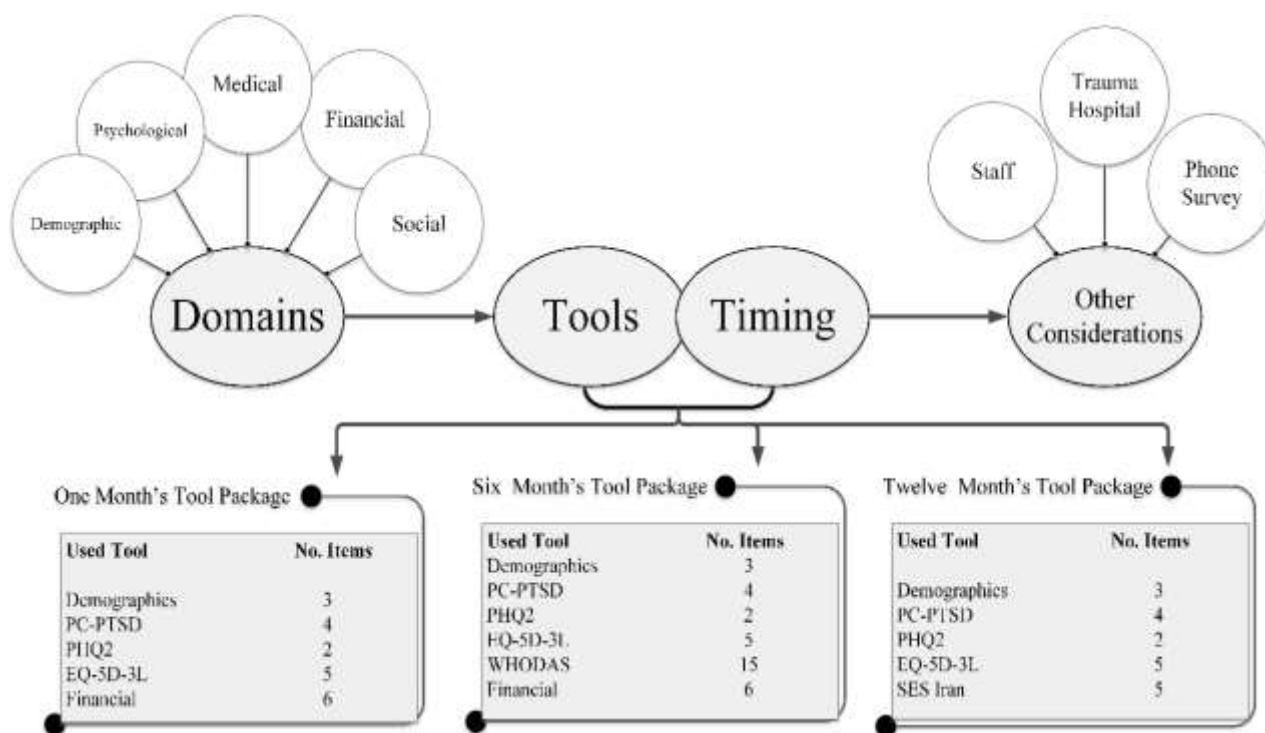 Medical
Psychological
Financial
Demographic
Social
Domains
Tools
Timing
Trauma
Hospital
Staff
Phone
Survey
Other
Considerations
One Month's Tool Package
Used Tool No. Items
Demographics 3
PC-PTSD 4
PHQ2 2
EQ-5D-3L 5
Financial 6
Six Month's Tool Package
Used Tool No. Items
Demographics 3
PC-PTSD 4
PHQ2 2
EQ-5D-3L 5
WHODAS 15
Financial 6
Twelve Month's Tool Package
Used Tool No. Items
Demographics 3
PC-PTSD 4
PHQ2 2
EQ-5D-3L 5
SES Iran 5